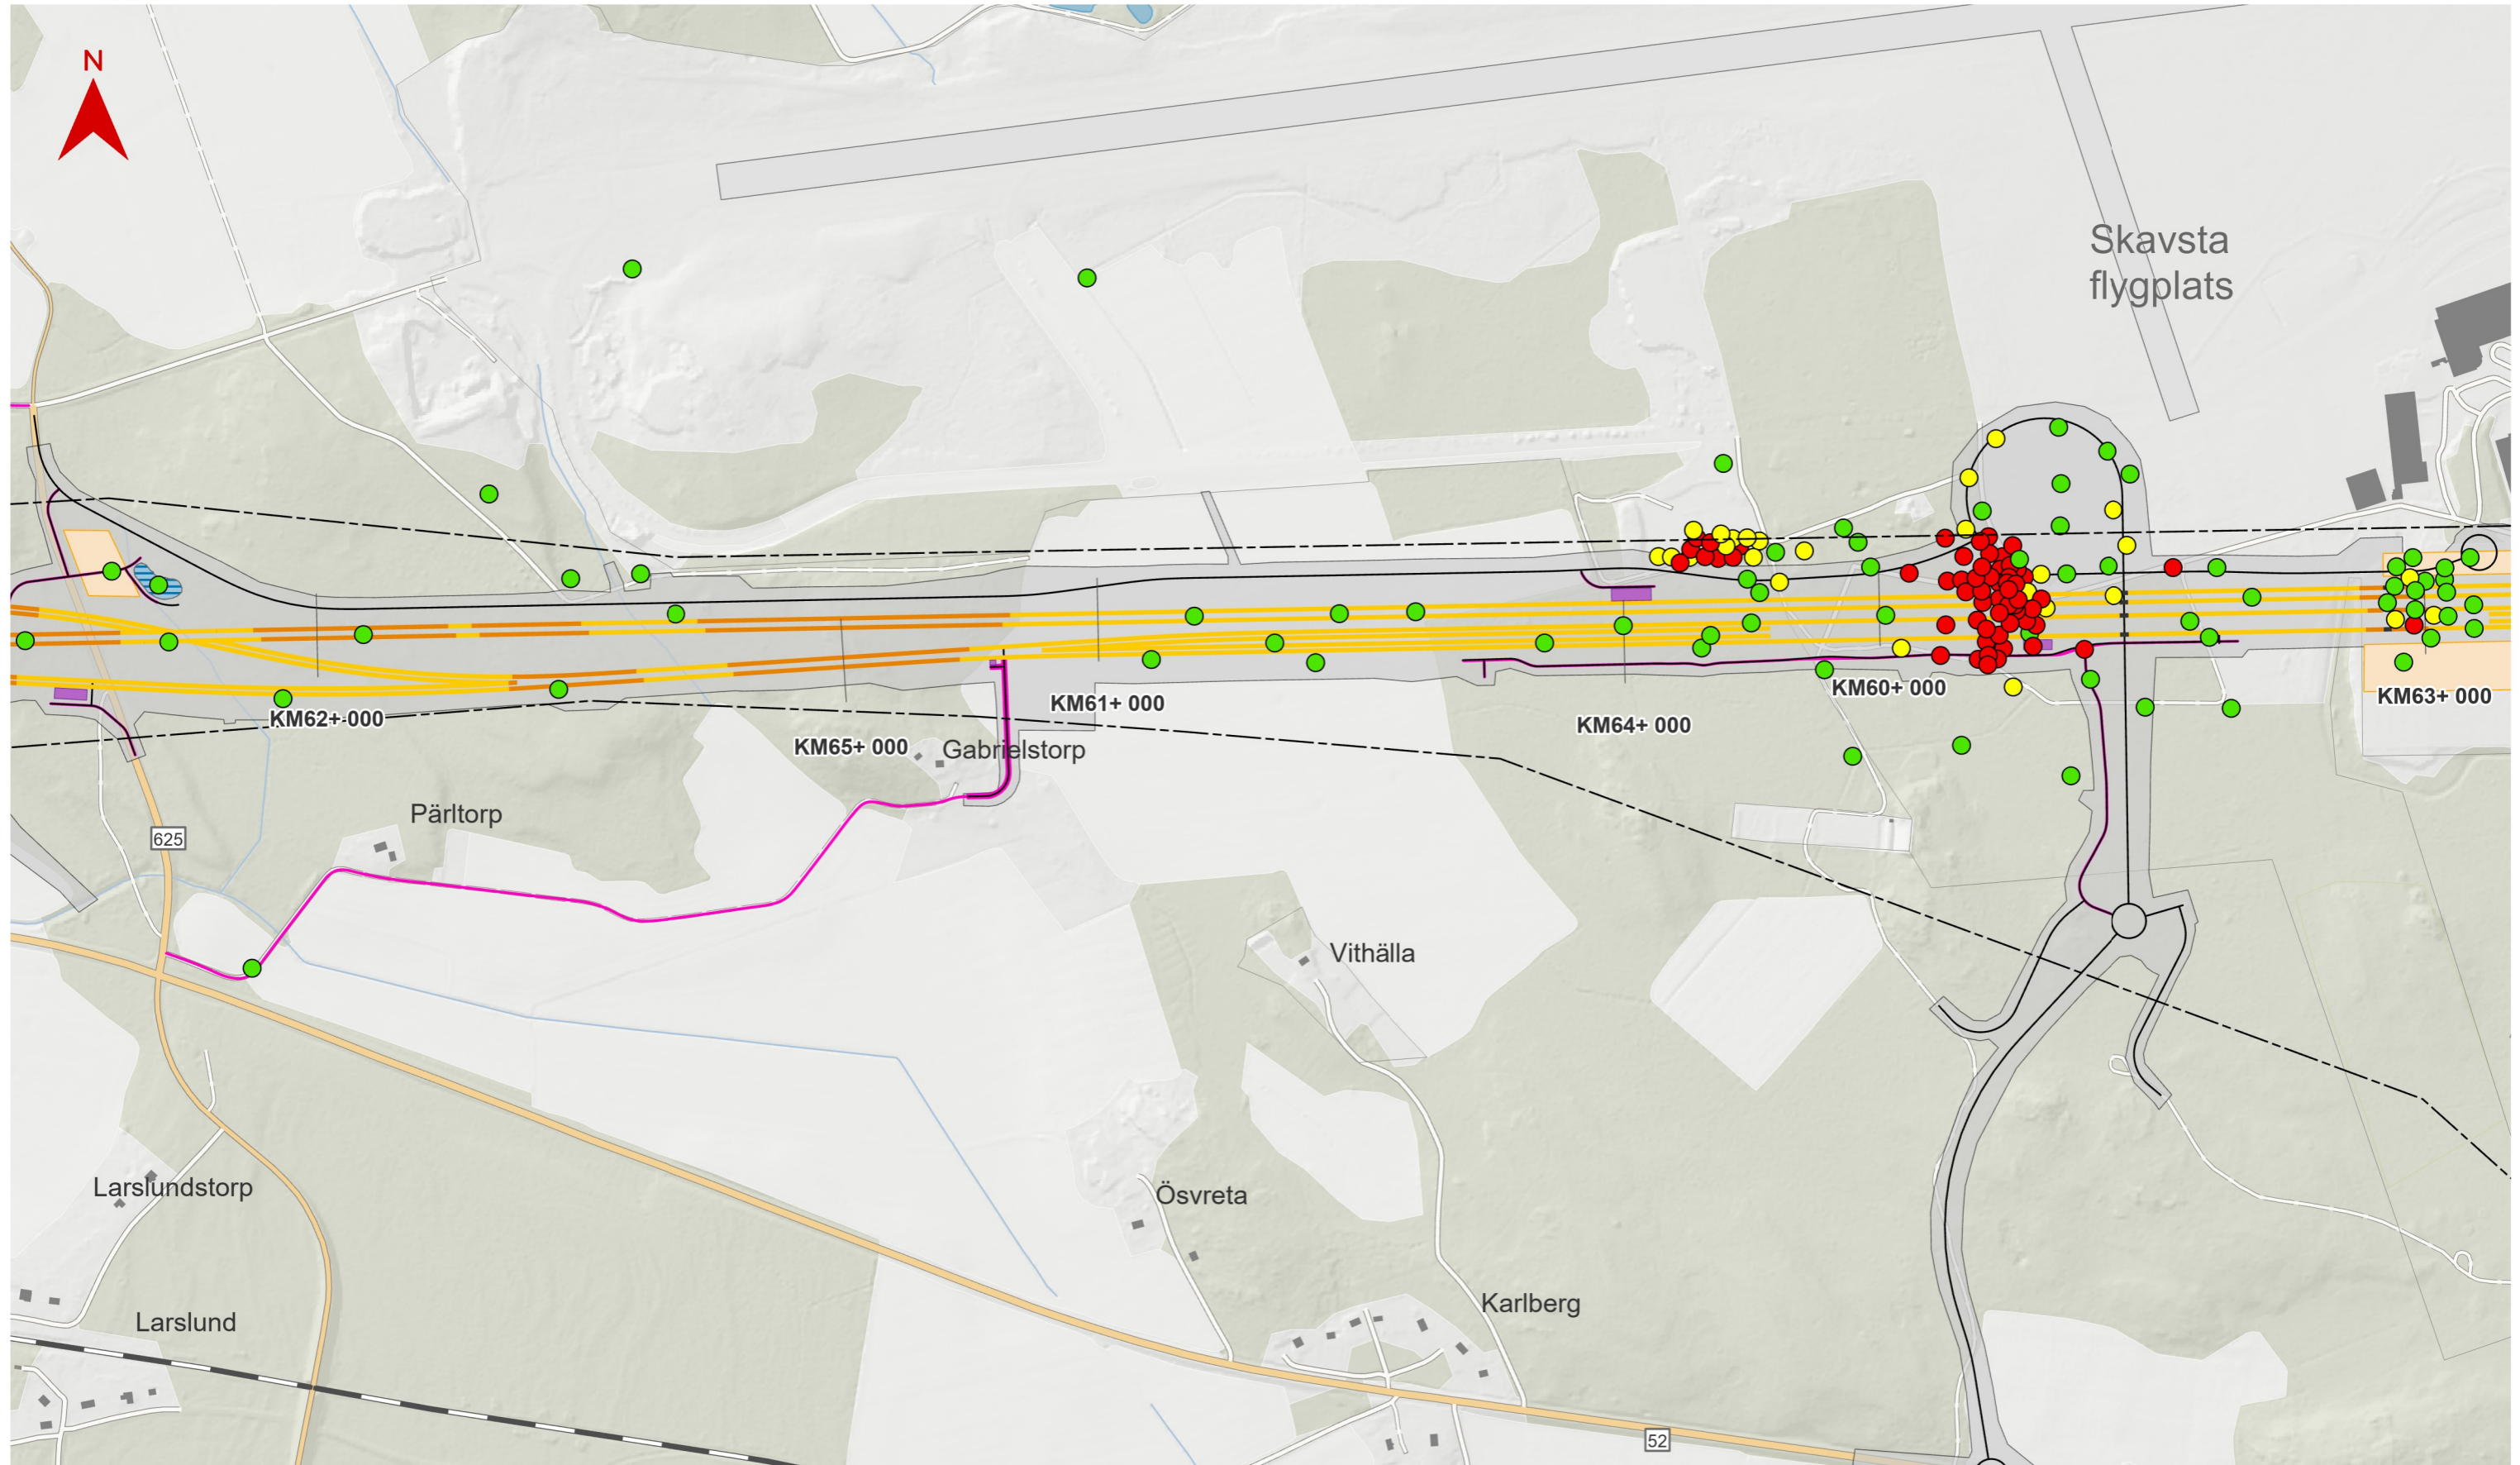 N
Skavsta
flygplats
KM62+ 000
KM65+ 000
KM61+ 000
KM64+ 000
KM60+ 000
KM63+ 000
Gabrielstorp
Pärltorp
625
Vithälla
Larslundstorp
Ösvreta
Karlberg
Larslund
52